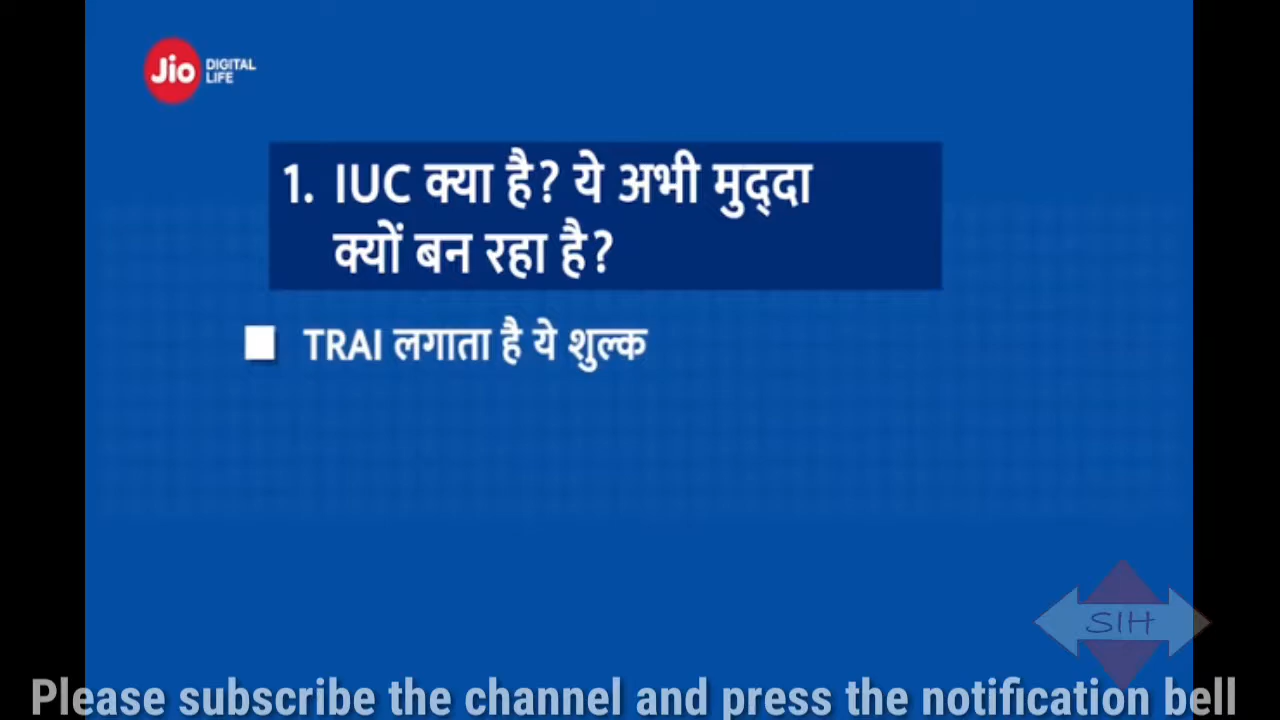 Jio DIGITAL
LIFE
1. IUC क्या है? ये अभी मुद्‌दा
क्यों बन रहा है?
TRAI लगाता है ये शुल्क
SIH
Please subscribe the channel and press the notification bell